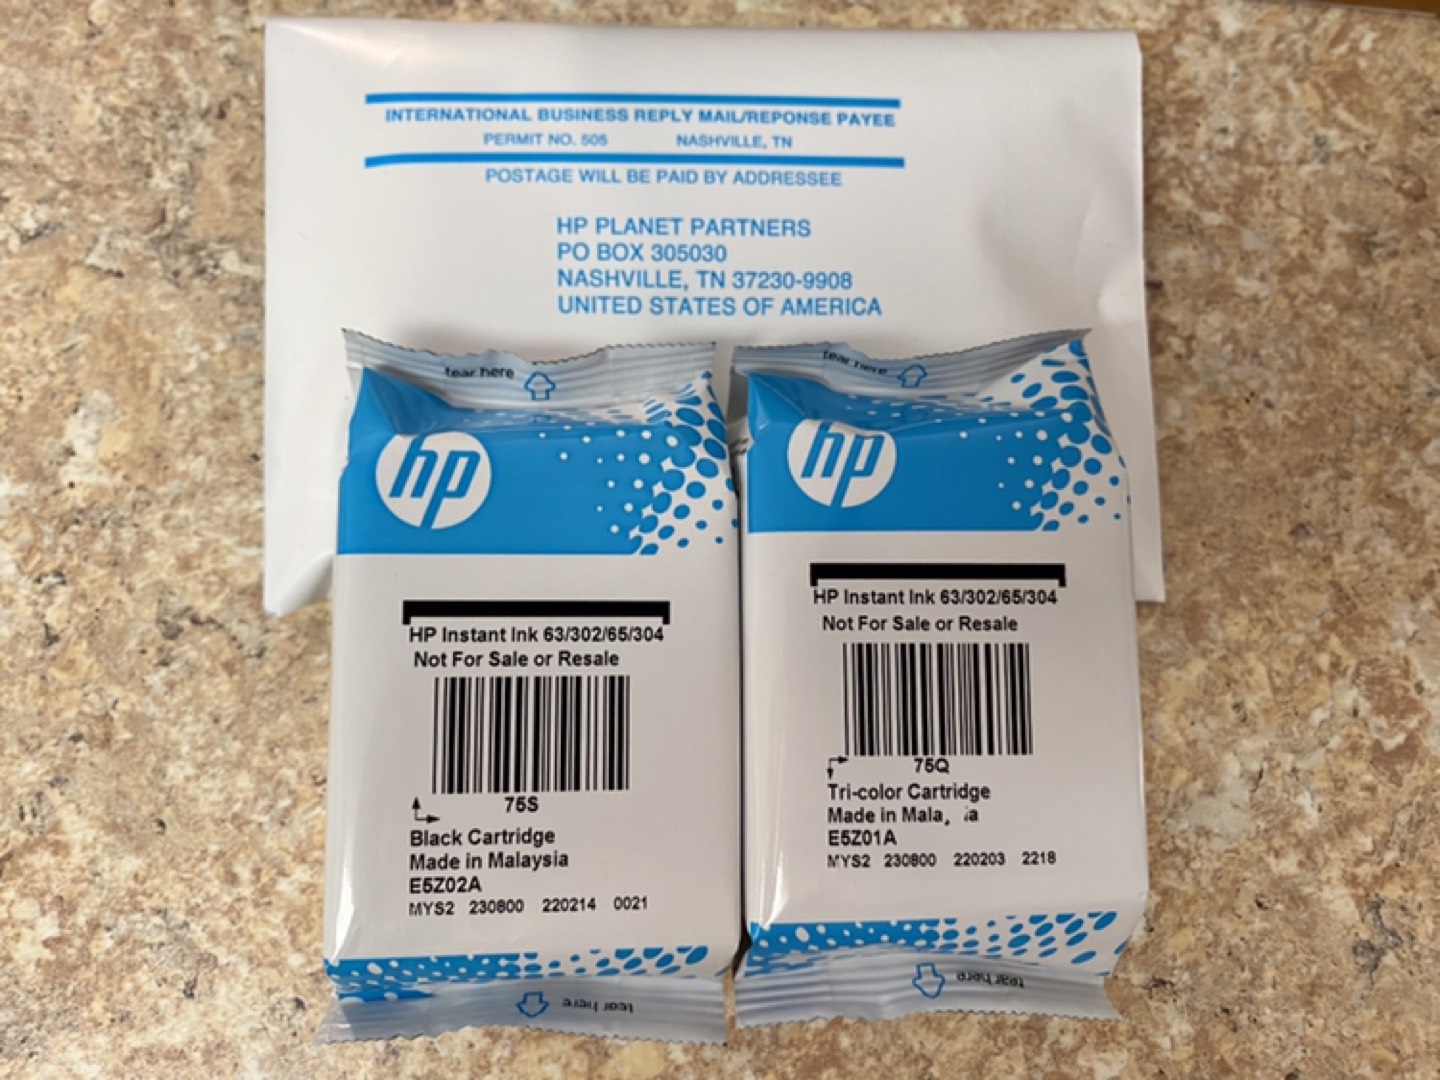 INTERNATIONAL BUSINESS REPLY MAIL/REPONSE PAYEE
PERMIT NO. 505 NASHVILLE, TN
POSTAGE WILL BE PAID BY ADDRESSEE
HP PLANET PARTNERS
PO BOX 305030
NASHVILLE, TN 37230-9908
UNITED STATES OF AMERICA
tear here
hp
HP Instant Ink 63/302/65/304
Not For Sale or Resale
75S
Black Cartridge
Made in Malaysia
E5Z02A
MYS2 230800 220214 0021
tear here
tear here
hp
HP Instant Ink 63/302/65/304
Not For Sale or Resale
75Q
Tri-color Cartridge
Made in
E5Z01A
MYS2 230800 220203 2218
tear here